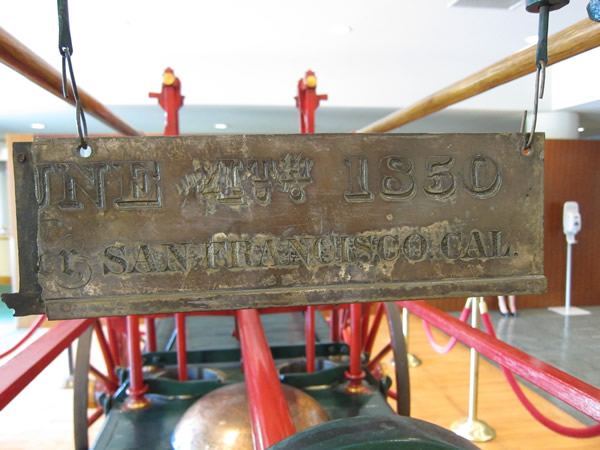 UNE 4TH 1850
r, SAN FRANCISCO. CAL.